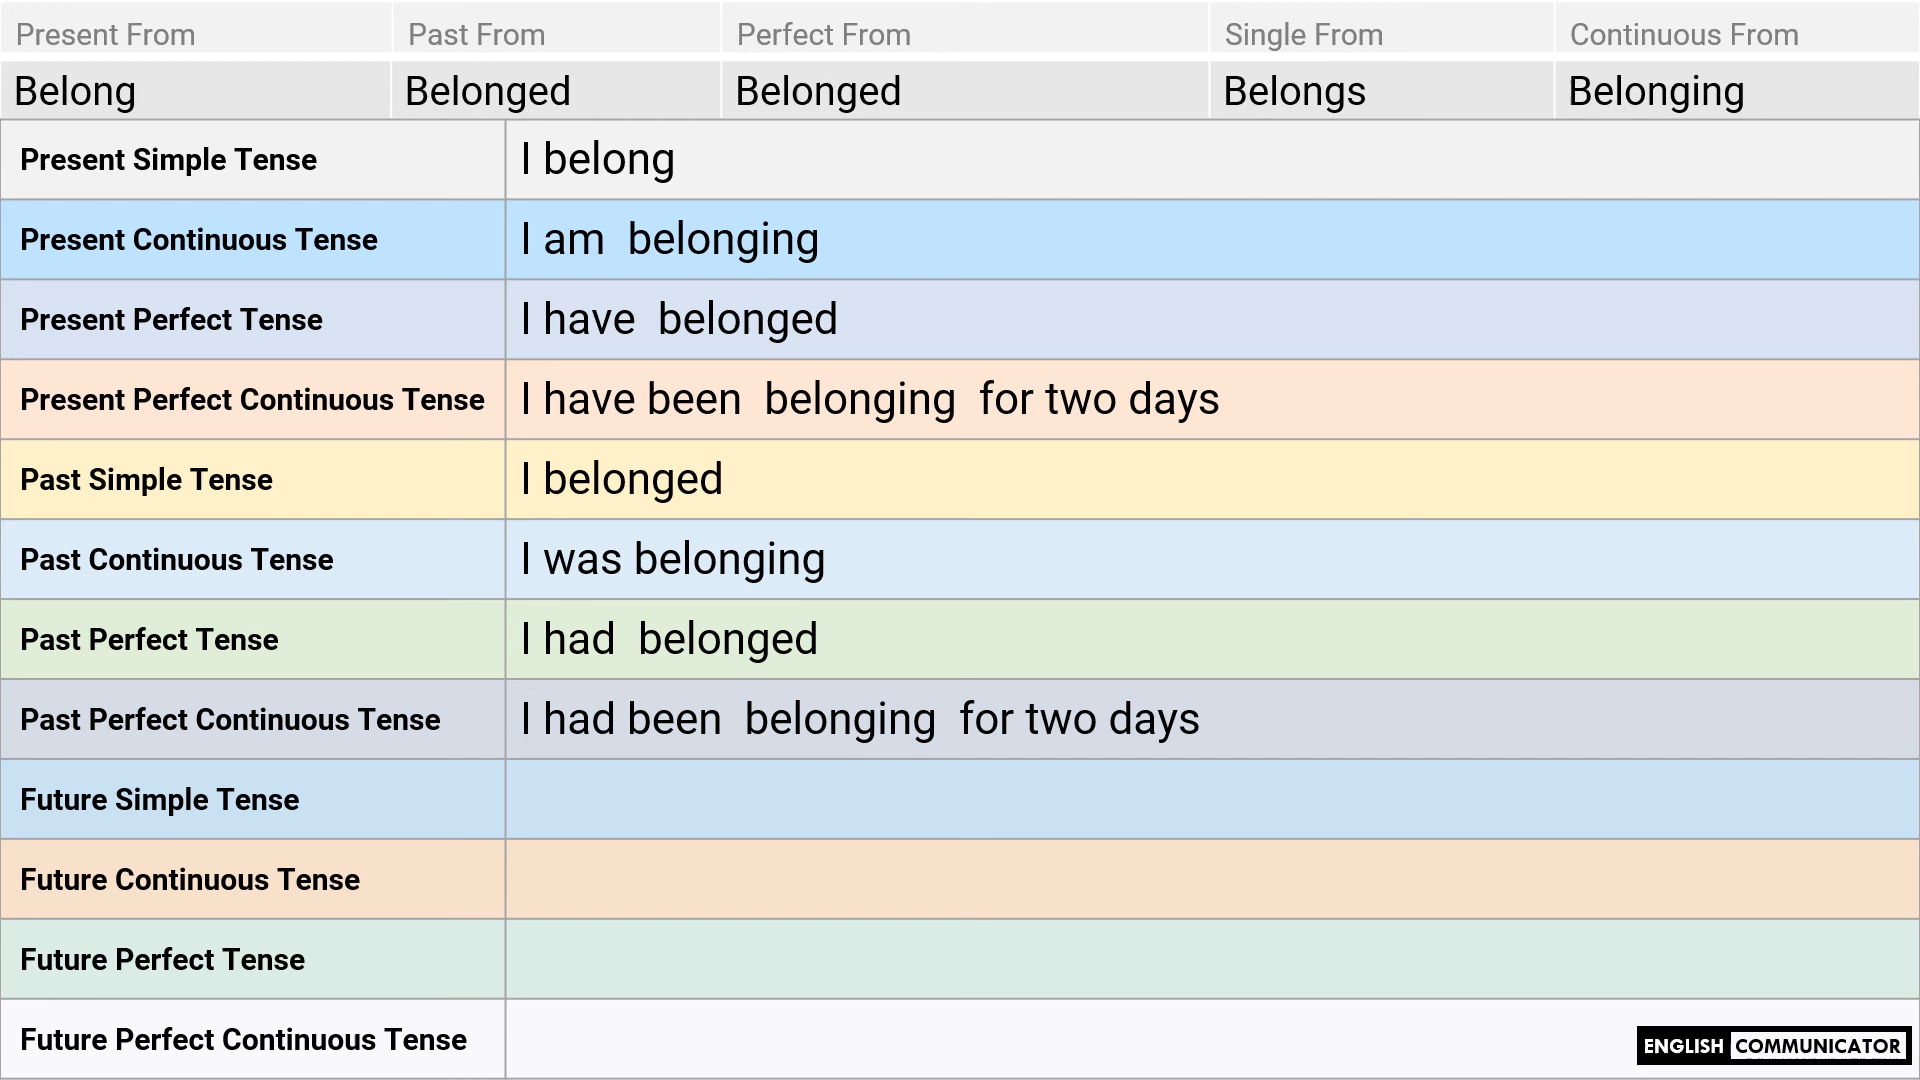 Present From Past From Perfect From Single From Continuous From
Belong Belonged Belonged Belongs Belonging
Present Simple Tense I belong
Present Continuous Tense I am belonging
Present Perfect Tense I have belonged
Present Perfect Continuous Tense I have been belonging for two days
Past Simple Tense I belonged
Past Continuous Tense I was belonging
Past Perfect Tense I had belonged
Past Perfect Continuous Tense I had been belonging for two days
Future Simple Tense
Future Continuous Tense
Future Perfect Tense
Future Perfect Continuous Tense
ENGLISH COMMUNICATOR